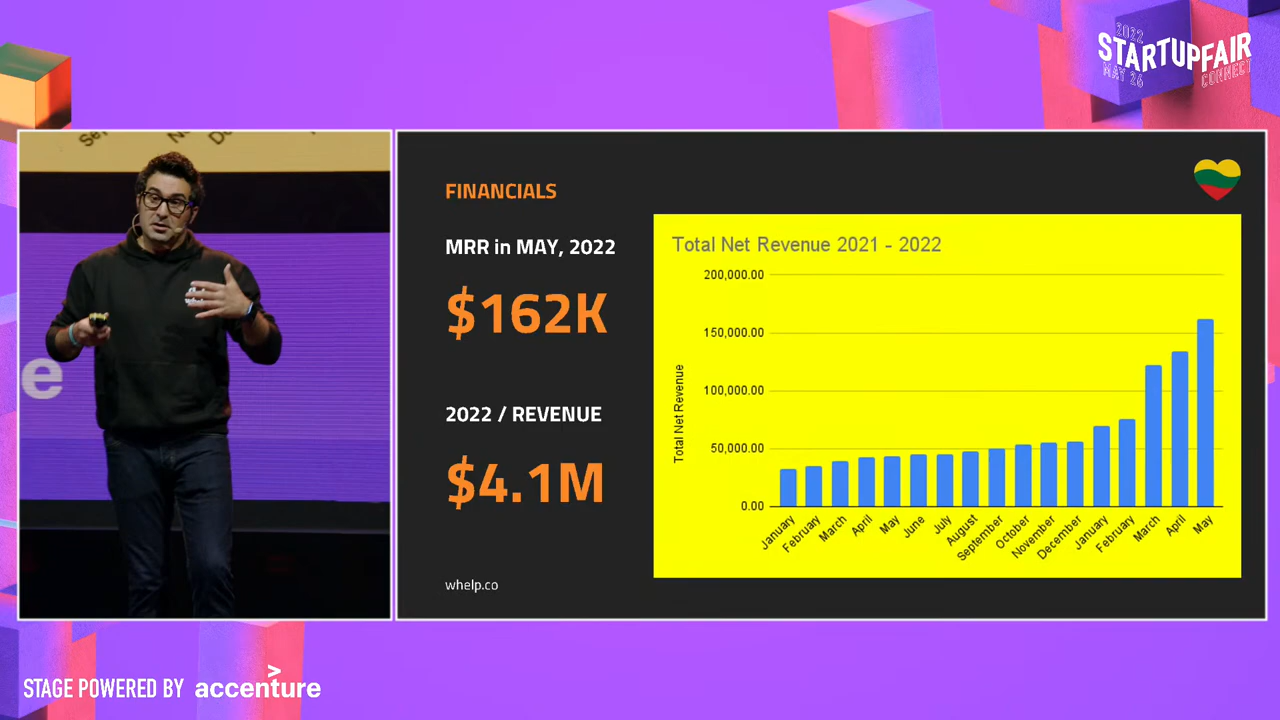 2022
STARTUPFAIR
MAY 26 CONNECT
e
FINANCIALS
MRR in MAY, 2022
$162K
2022 / REVENUE
$4.1M
whelp.co
Total Net Revenue 2021 - 2022
Total Net Revenue
200,000.00
150,000.00
100,000.00
50,000.00
0.00
January February March April May June July August September October November December January February March April May
STAGE POWERED BY accenture